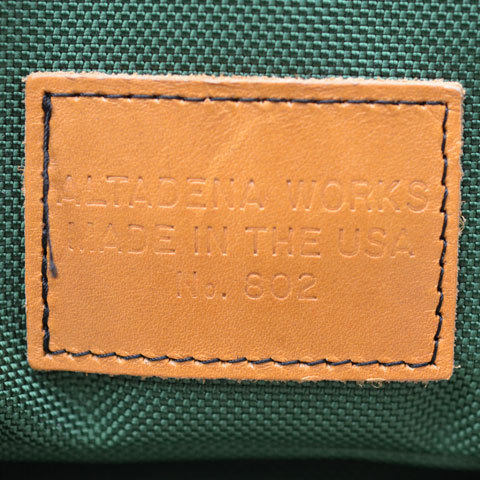 ALTADENA WORKS
MADE IN THE USA
No. 802